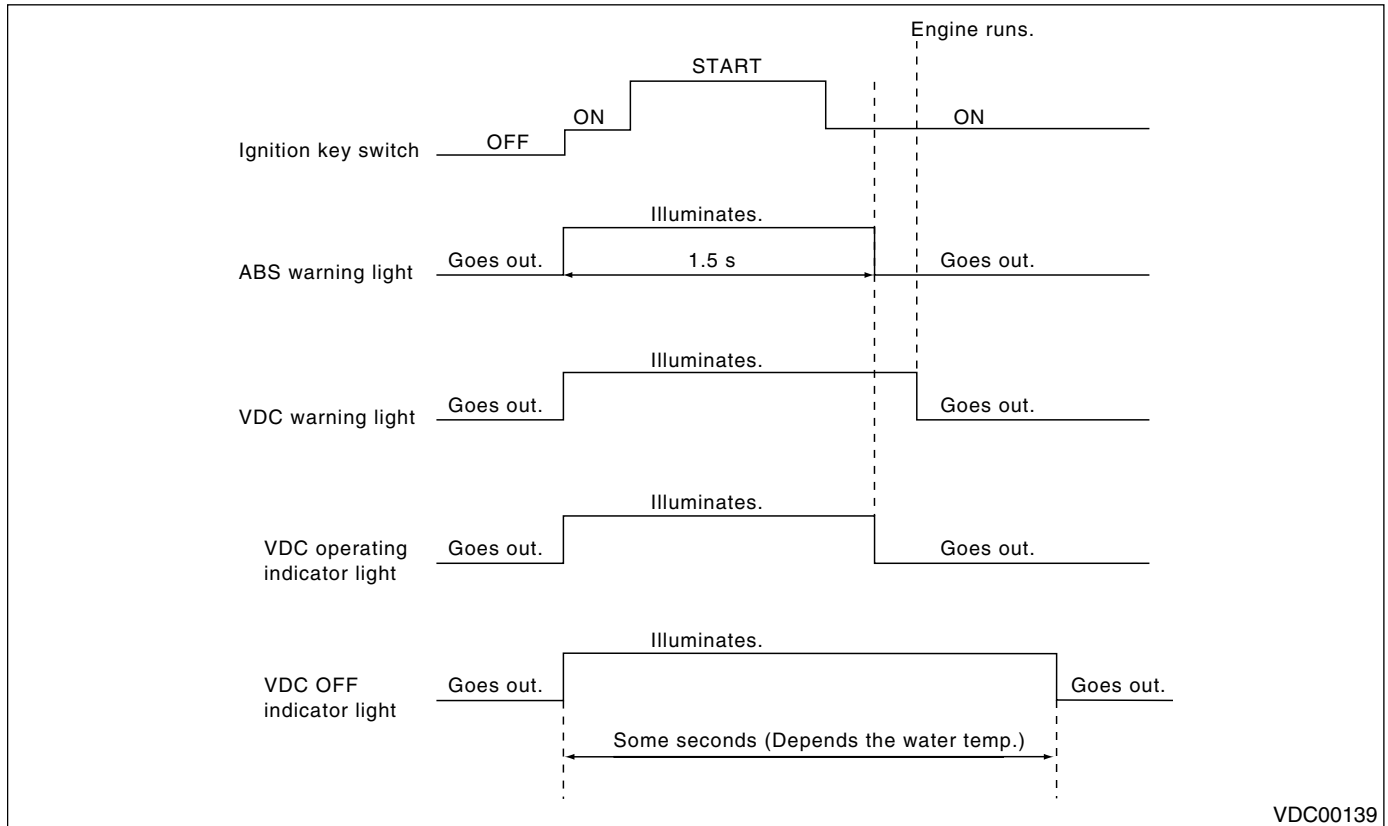 Engine runs.
START
ON
ON
OFF
Ignition key switch
Illuminates.
Goes out.
1.5 s
Goes out.
ABS warning light
Illuminates.
Goes out.
Goes out.
VDC warning light
Illuminates.
Goes out.
Goes out.
VDC operating
indicator light
Illuminates.
Goes out.
Goes out.
VDC OFF
indicator light
Some seconds (Depends the water temp.)
VDC00139